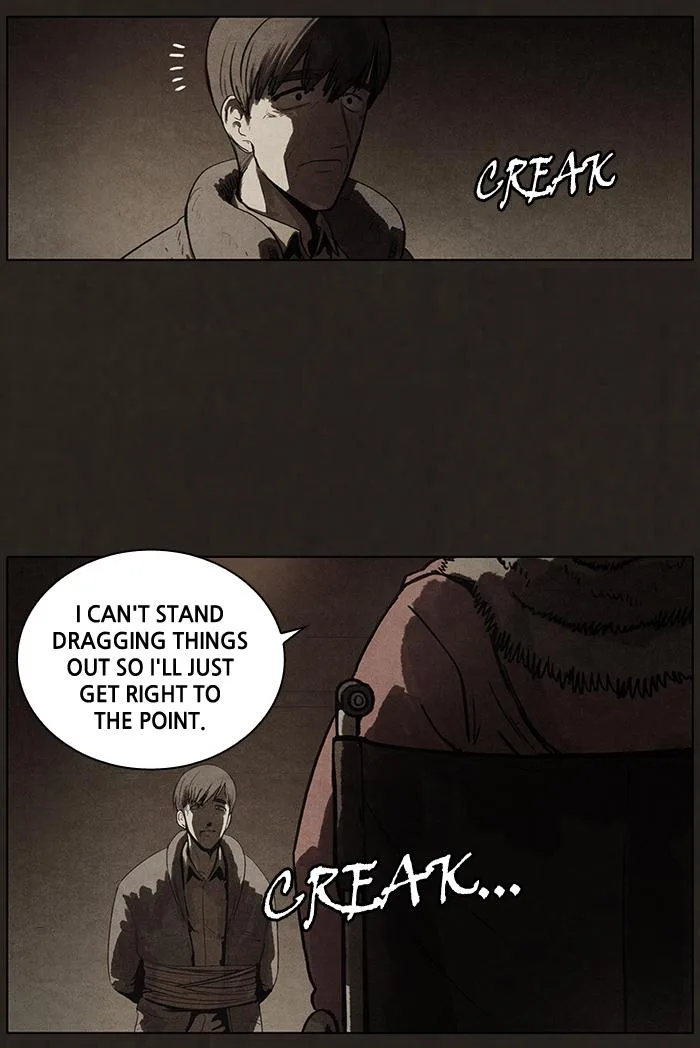 CREAK
I CAN'T STAND
DRAGGING THINGS
OUT SO I'LL JUST
GET RIGHT TO
THE POINT.
CREAK...